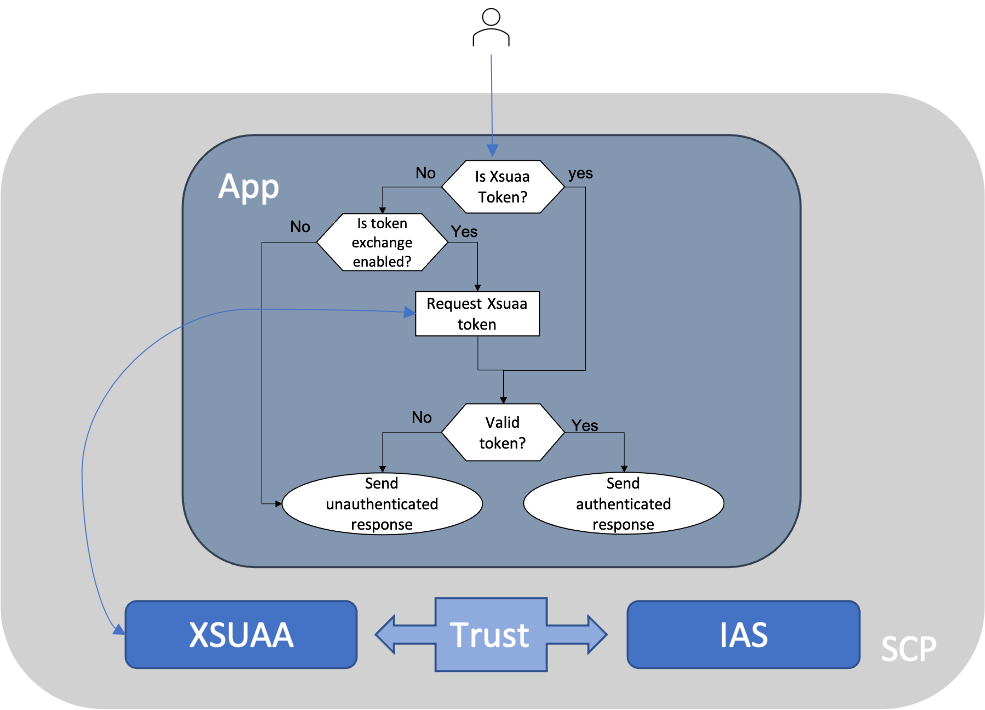 App
Is Xsuaa
Token?
No
yes
Is token
exchange
enabled?
No
Yes
Request Xsuaa
token
Valid
token?
No
Yes
Send
unauthenticated
response
Send
authenticated
response
XSUAA
Trust
IAS
SCP